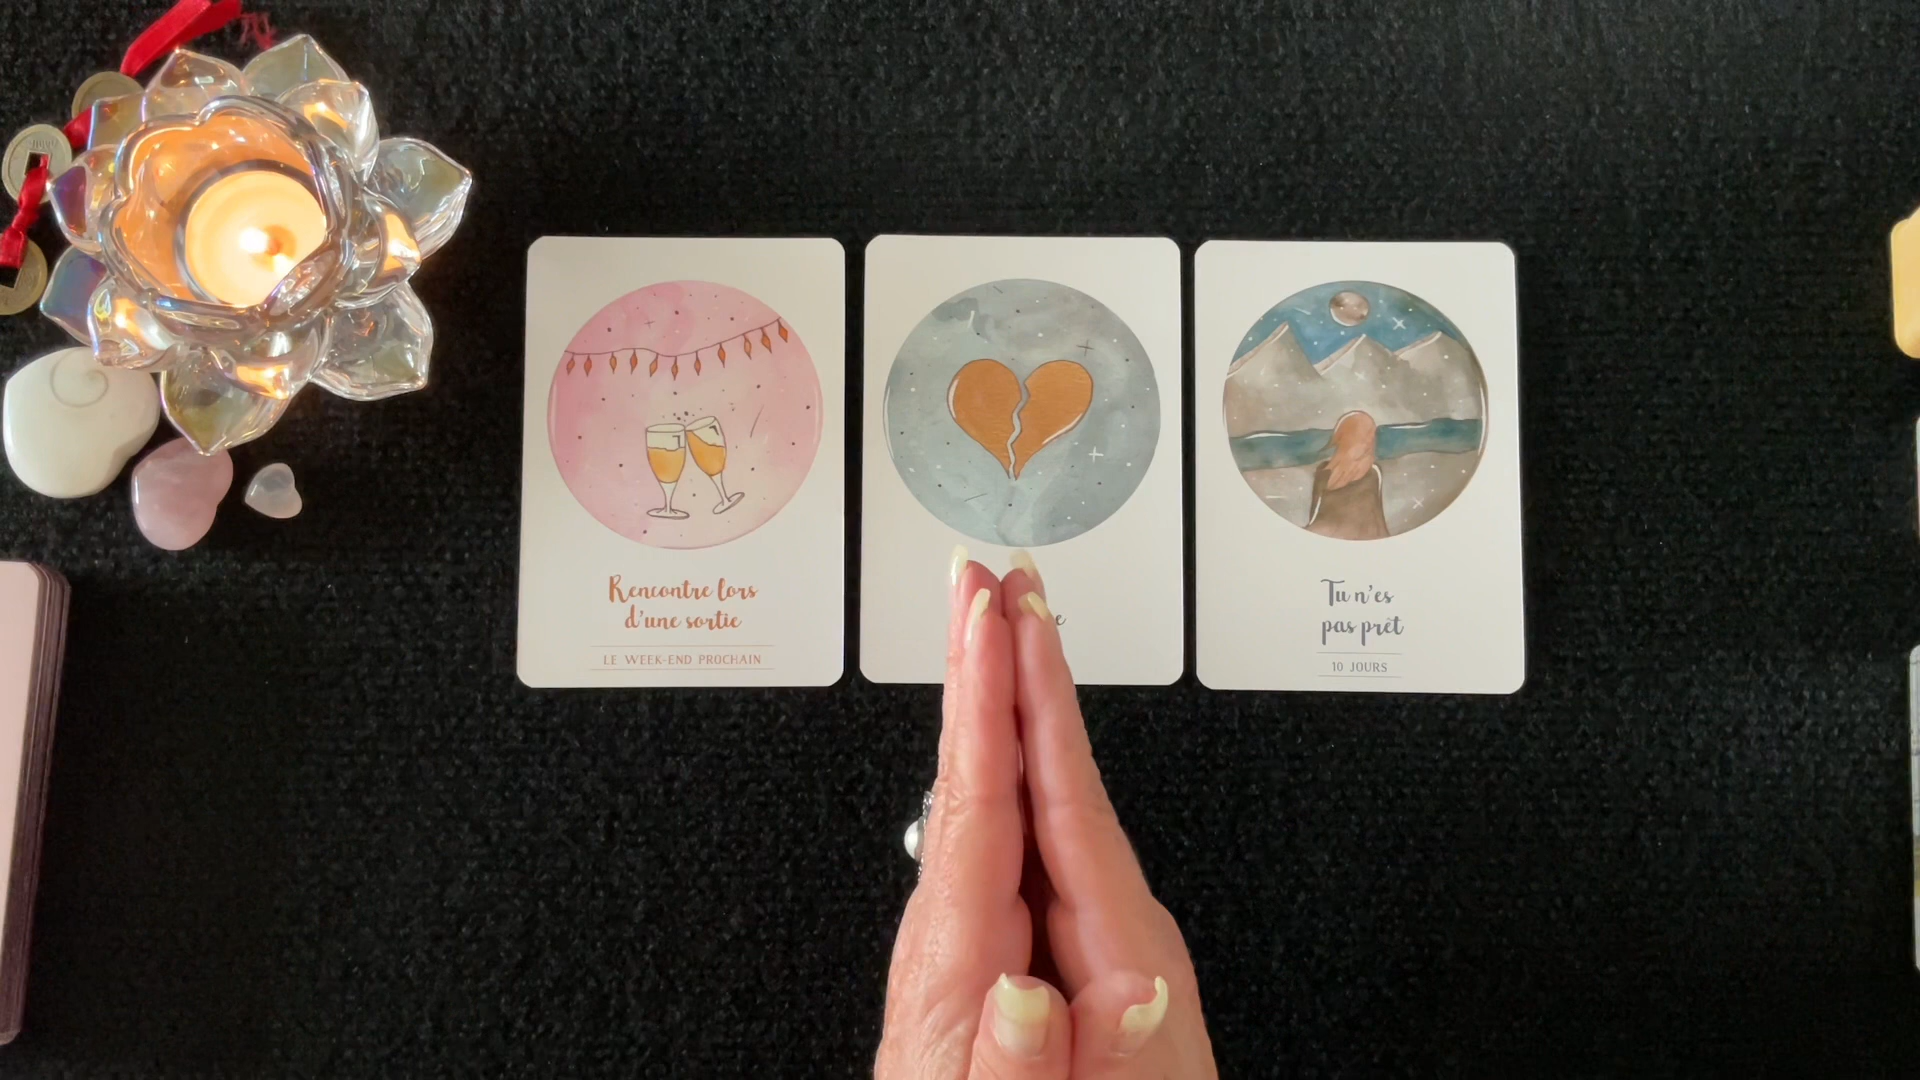 Rencontre lors
d'une sortie
LE WEEK-END PROCHAIN
Tu n'es
pas prêt
10 JOURS